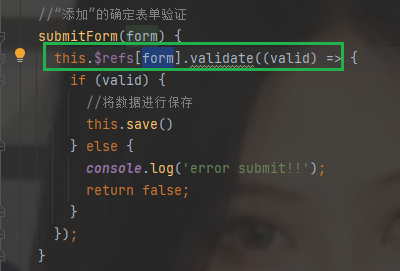 //“添加”的确定表单验证
submitForm(form) {
this.$refs[form].validate((valid) => {
if (valid) {
//将数据进行保存
this.save()
} else {
console.log('error submit!!');
return false;
}
});
}